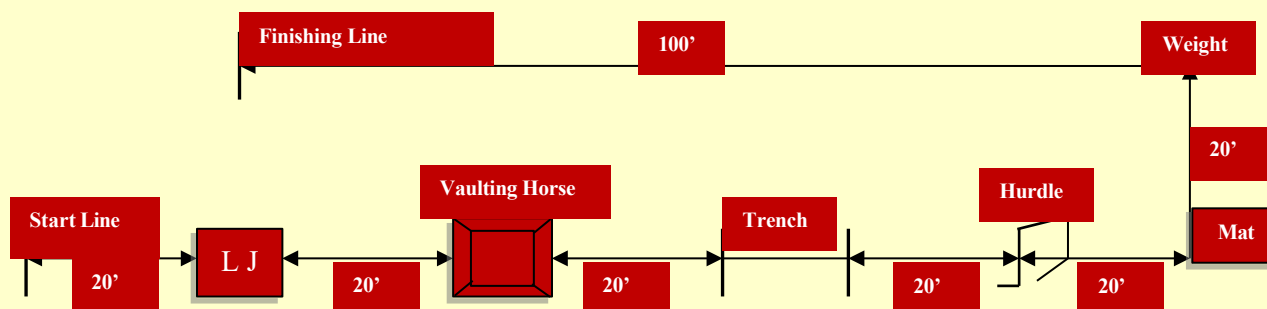 Finishing Line
100’
Weight
20’
Vaulting Horse
Hurdle
Start Line
Trench
Mat
L J
20’
20’
20’
20’
20’